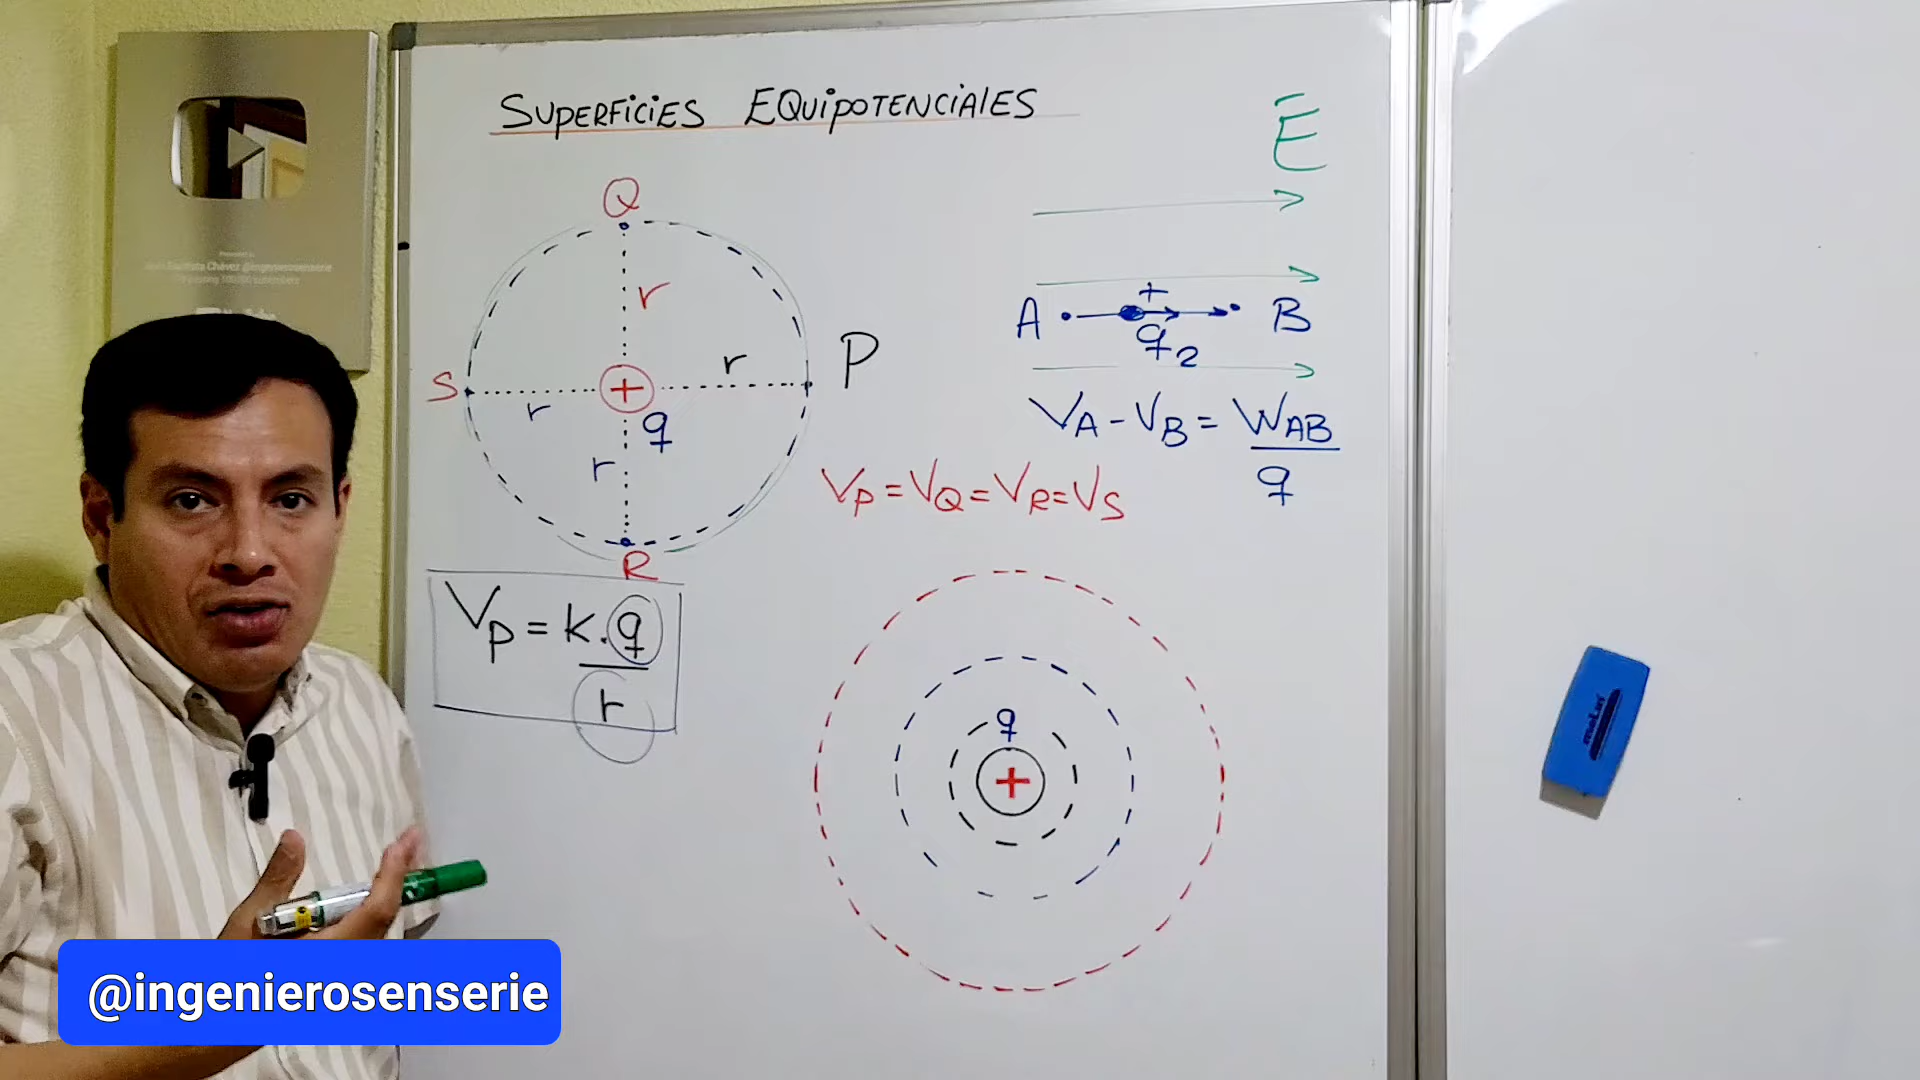 SUPERFICIES EQUIPOTENCIALES
E
Q
r
r
P
S
+
r
q
r
R
+
A
B
q2
VA - VB = WAB
q
VP = VQ = VR = VS
VP = k.q
r
q
+
@ingenierosenserie